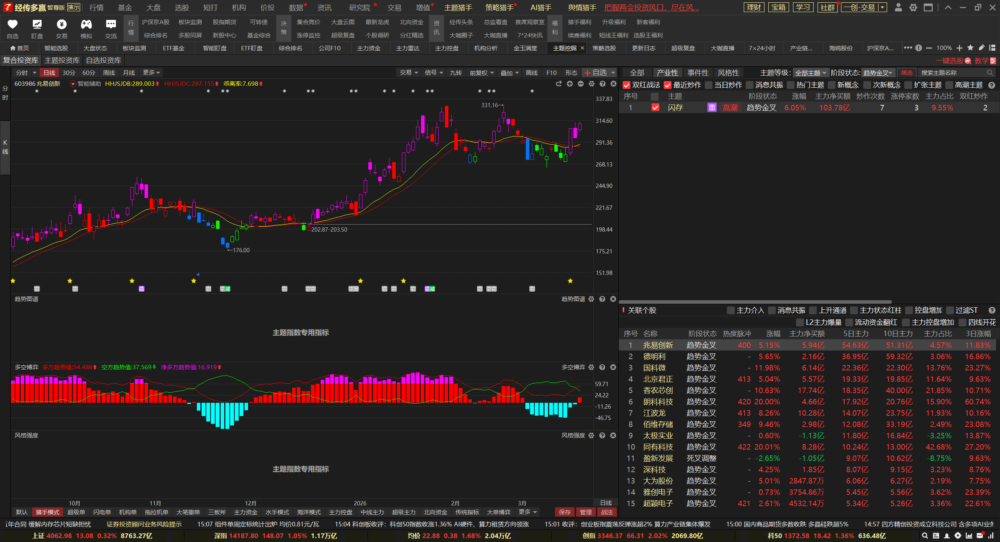 经传多赢 智尊版 演示 行情 基金 大盘 选股 短打 机构 价投 数据 资讯 研究院 交易 增值 主题猎手 策略猎手 AI猎手 舆情猎手 把握两会投资风口，尽在风... 理财 宝箱 学习 社群 一创-交易
自选 盯盘 交易 模拟 交流
行情 沪深京A股 板块监测 股指期货 可转债 决策 集合竞价 大盘云图 最新龙虎 北向资金 资讯 经传头条 总监看盘 首席观察室 福利 猎手福利 升级福利 新客福利
综合排名 多股同屏 新股中心 基金综合 涨停监控 超级复盘 个股调研 分红精选 大咖圈子 大咖直播 7*24快讯 续费福利 短线王福利 选股王福利
首页 智能选股 大盘状态 板块监测 ETF基金 智能盯盘 ETF盯盘 综合排名 公司F10 主力资金 主力雷达 主力控盘 机构分析 金玉满堂 主题挖掘 策略选股 更新日志 超级复盘 大咖直播 7×24小时 产业链... 海鸥股份 沪深京A... 100%
复合投资库 主题投资库 自选投资库 一键选股 教学
分时 日线 30分 60分 周线 月线 更多 交易 信号 九转 前复权 叠加 画线 F10 形态 自选
603986 兆易创新 智能辅助 HHJSJDB:289.003 HHJSJDC:287.155 乖离率:7.698
分时
K线
337.83
331.16
314.60
291.36
268.13
244.90
221.67
202.87-203.50
198.44
176.00
175.21
151.98
它 它 叠 它 它减 它 它它 它发 它 它 它 叠减 它 它它 它
趋势图谱 趋势图谱
主题指数专用指标
多空博弈 多方趋势值:54.488 空方趋势值:37.569 净多方趋势值:16.919 多空博弈
59.71
24.22
-11.26
-46.75
风格强度 风格强度
主题指数专用指标
10月 11月 12月 2026 2月 3月 日线
默认 猎手模式 超级单 闪电单 机构单 拖拉机单 大笔撤单 三板斧 主力资金 水手模式 海洋模式 主力控盘 中线主力 超级主力 北向资金 传统指标 大单博弈 更多 保存 管理 战法
全部 产业性 事件性 风格性 主题等级: 全部主题 阶段状态: 趋势金叉 筛选 搜索主题名称
双红战法 最近炒作 当日炒作 消息共振 热门主题 新概念 次新概念 扩张主题 高潮主题
序号 主题 阶段状态 涨幅 主力净买额 炒作次数 涨停家数 主力占比 双红炒作
1 闪存 重 高潮 趋势金叉 6.05% 103.78亿 7 3 9.55% 2
关联个股 主力介入 消息共振 上升通道 主力状态红柱 控盘增加 过滤ST
L2主力爆量 流动资金翻红 主力控盘增加 四线开花
序号 名称 阶段状态 热度脉冲 涨幅 主力净买额 5日主力 10日主力 主力占比 3日涨幅
1 兆易创新 趋势金叉 400 5.15% 5.94亿 54.63亿 51.31亿 4.57% 11.83%
2 德明利 趋势金叉 - 5.65% 2.16亿 36.95亿 59.32亿 3.06% 16.86%
3 国科微 趋势金叉 - 11.98% 6.14亿 22.36亿 22.30亿 13.76% 23.27%
4 北京君正 趋势金叉 413 5.04% 5.57亿 19.33亿 19.85亿 11.64% 9.63%
5 香农芯创 趋势金叉 - 10.63% 17.74亿 18.35亿 40.00亿 21.85% 10.71%
6 朗科科技 趋势金叉 420 20.00% 4.66亿 17.92亿 20.76亿 15.90% 60.74%
7 江波龙 趋势金叉 413 8.26% 10.28亿 14.07亿 23.75亿 11.93% 10.16%
8 佰维存储 趋势金叉 349 9.46% 2.98亿 12.08亿 33.19亿 2.49% 23.08%
9 太极实业 趋势金叉 - 0.60% -1.13亿 11.80亿 16.84亿 -3.25% 13.87%
10 同有科技 趋势金叉 422 20.01% 8.28亿 10.24亿 13.00亿 42.68% 27.20%
11 盈新发展 死叉调整 - -2.65% -1.05亿 9.07亿 10.62亿 -8.75% 9.63%
12 深科技 趋势金叉 - 4.25% 1.85亿 8.07亿 9.15亿 3.23% 8.76%
13 大为股份 趋势金叉 - 5.01% 2847.87万 6.06亿 6.27亿 2.19% 7.75%
14 雅创电子 趋势金叉 - 0.73% 3754.86万 5.45亿 5.56亿 3.62% 23.39%
15 超颖电子 趋势金叉 421 2.61% 4532.14万 5.34亿 5.26亿 3.36% 22.61%
年合同 缓解内存芯片短缺担忧 证券投资顾问业务风险提示 15:07 组件单周定标统计出炉 均价0.81元/瓦 15:04 科创板收评：科创50指数收涨1.36% AI硬件、算力租赁方向领涨 15:01 收评：创业板指震荡反弹涨超2% 算力产业链集体爆发 15:00 国内商品期货多数收跌 多晶硅跌超5% 14:57 四方精创投资成立科技公司 含多项AI业务
上证 4062.98 13.08 0.32% 8763.27亿 深指 14187.80 148.07 1.05% 1.17万亿 均价 22.88 0.38 1.68% 2.04万亿 创指 3346.37 66.31 2.02% 2069.80亿 科50 1372.58 18.42 1.36% 636.48亿